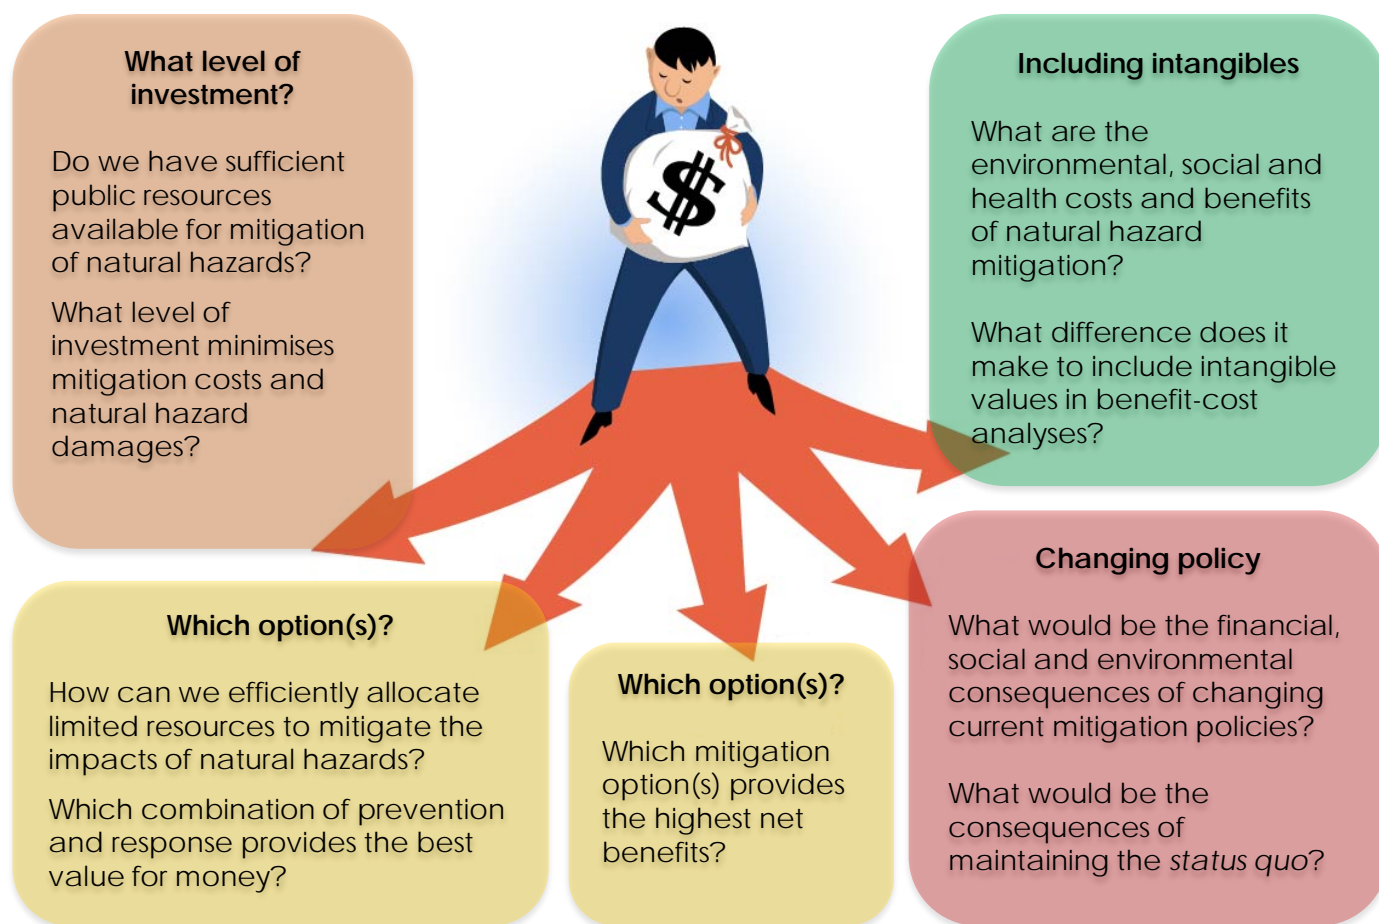 What level of
investment?
Do we have sufficient
public resources
available for mitigation
of natural hazards?
What level of
investment minimises
mitigation costs and
natural hazard
damages?
$
Including intangibles
What are the
environmental, social and
health costs and benefits
of natural hazard
mitigation?
What difference does it
make to include intangible
values in benefit-cost
analyses?
Which option(s)?
How can we efficiently allocate
limited resources to mitigate the
impacts of natural hazards?
Which combination of prevention
and response provides the best
value for money?
Which option(s)?
Which mitigation
option(s) provides
the highest net
benefits?
Changing policy
What would be the financial,
social and environmental
consequences of changing
current mitigation policies?
What would be the
consequences of
maintaining the status quo?